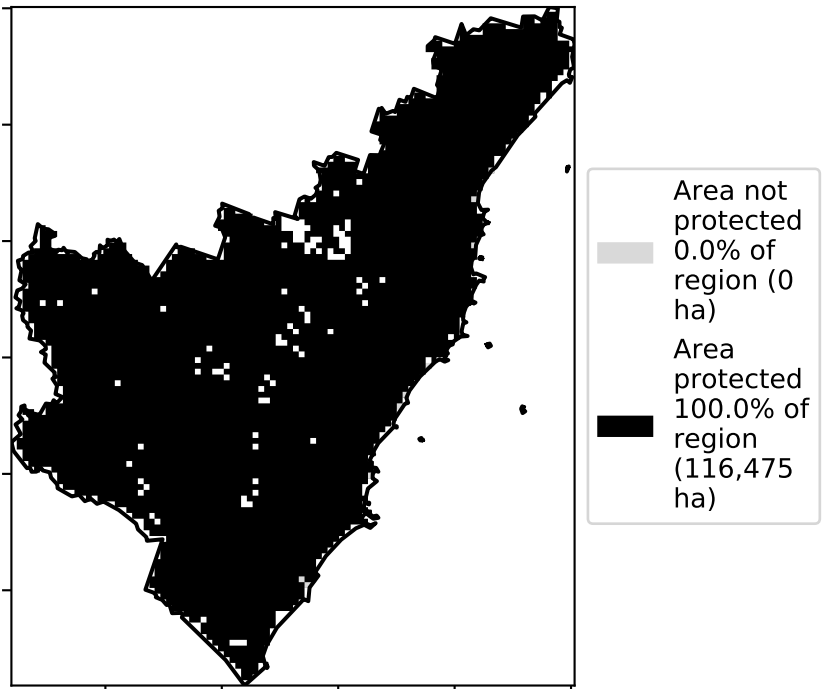 Area not
protected
0.0% of
region (0
ha)
Area
protected
100.0% of
region
(116,475
ha)